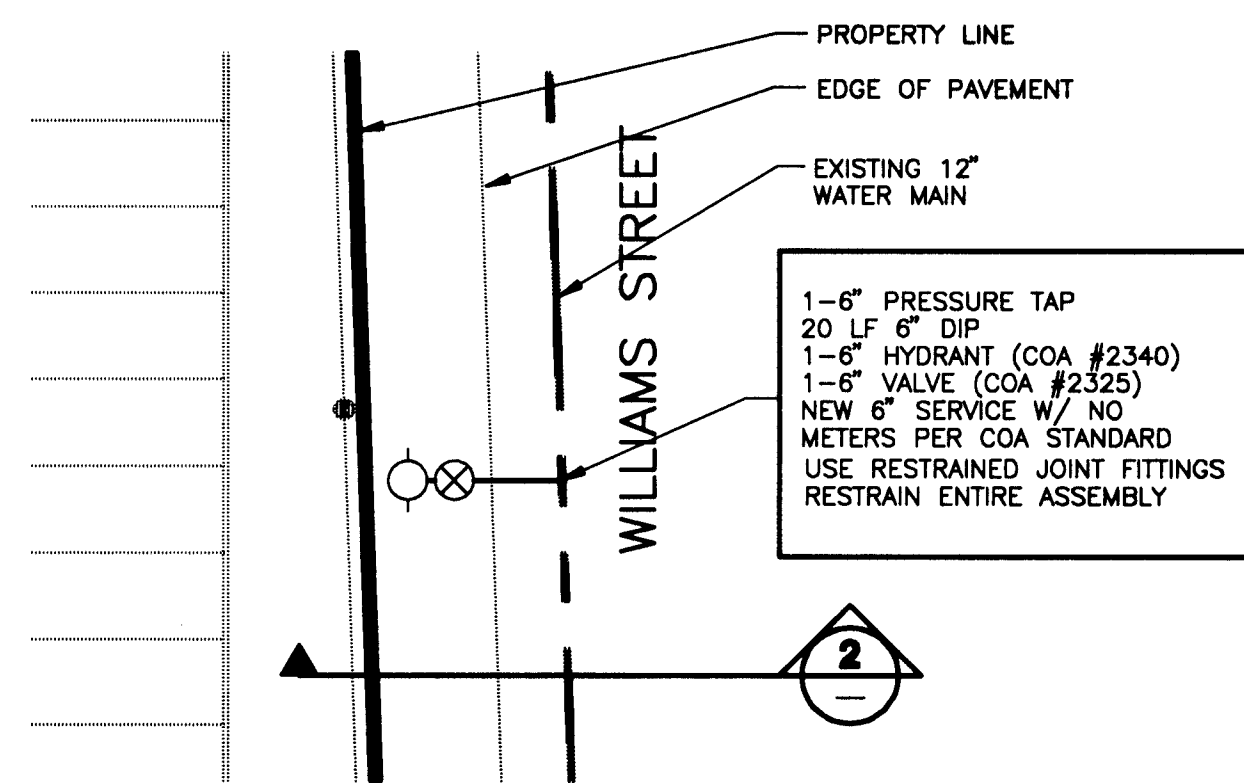 PROPERTY LINE
EDGE OF PAVEMENT
EXISTING 12"
WATER MAIN
WILLIAMS STREET
1-6" PRESSURE TAP
20 LF 6" DIP
1-6" HYDRANT (COA #2340)
1-6" VALVE (COA #2325)
NEW 6" SERVICE W/ NO
METERS PER COA STANDARD
USE RESTRAINED JOINT FITTINGS
RESTRAIN ENTIRE ASSEMBLY
2
—